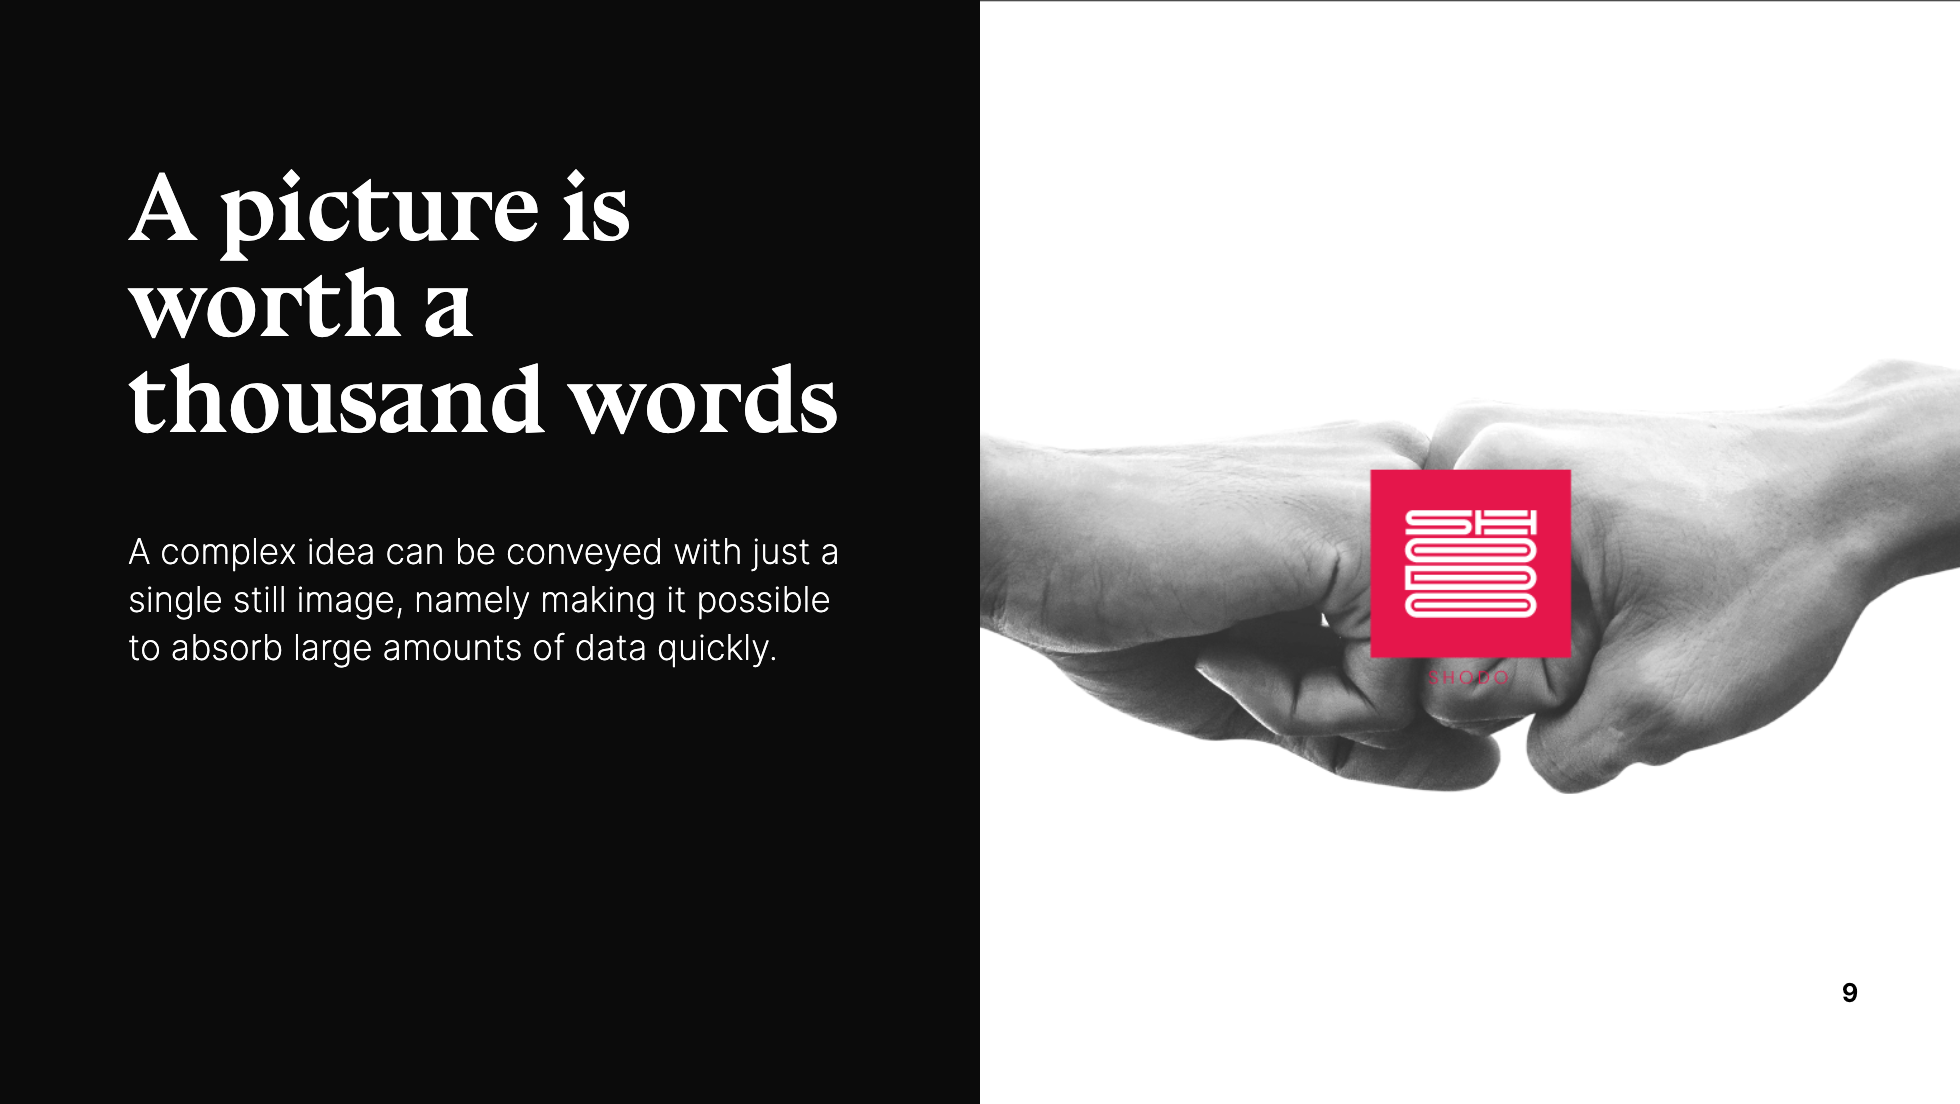 A picture is
worth a
thousand words
A complex idea can be conveyed with just a
single still image, namely making it possible
to absorb large amounts of data quickly.
SHODO
SHODO
9